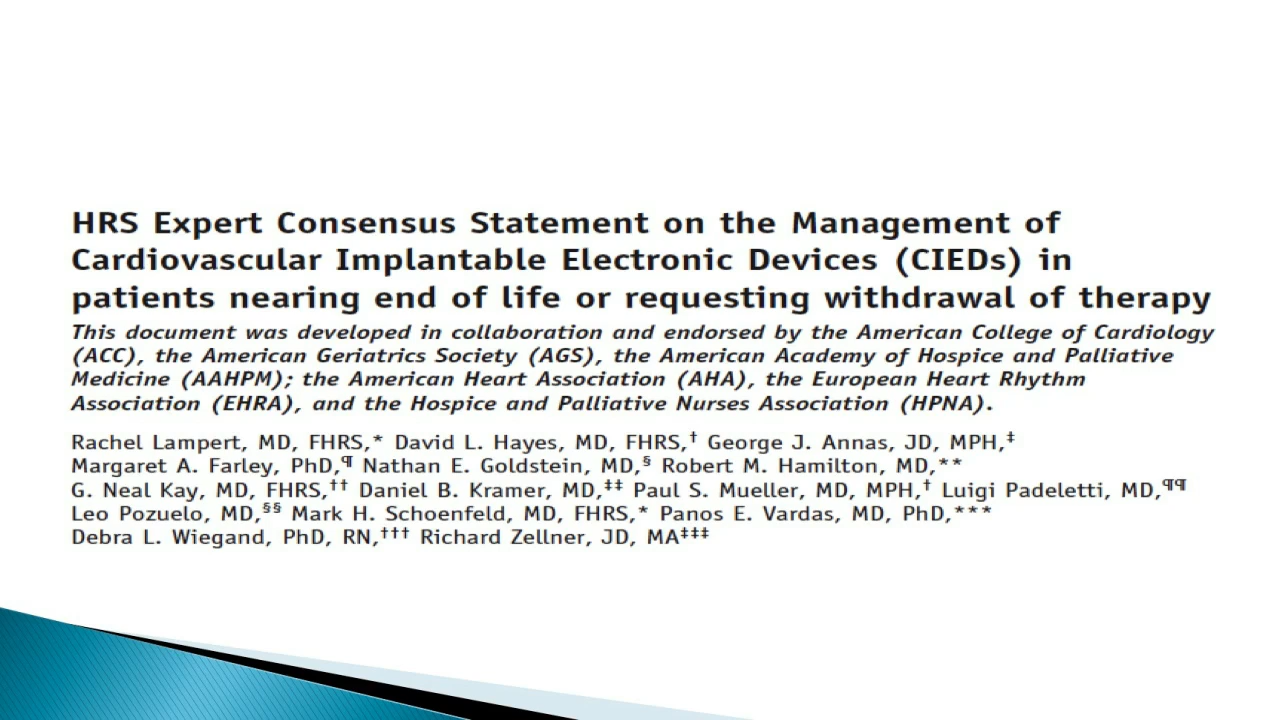 HRS Expert Consensus Statement on the Management of
Cardiovascular Implantable Electronic Devices (CIEDs) in
patients nearing end of life or requesting withdrawal of therapy
This document was developed in collaboration and endorsed by the American College of Cardiology
(ACC), the American Geriatrics Society (AGS), the American Academy of Hospice and Palliative
Medicine (AAHPM); the American Heart Association (AHA), the European Heart Rhythm
Association (EHRA), and the Hospice and Palliative Nurses Association (HPNA).
Rachel Lampert, MD, FHRS,* David L. Hayes, MD, FHRS,† George J. Annas, JD, MPH,‡
Margaret A. Farley, PhD,¶ Nathan E. Goldstein, MD,§ Robert M. Hamilton, MD,**
G. Neal Kay, MD, FHRS,†† Daniel B. Kramer, MD,‡‡ Paul S. Mueller, MD, MPH,† Luigi Padeletti, MD,¶¶
Leo Pozuelo, MD,§§ Mark H. Schoenfeld, MD, FHRS,* Panos E. Vardas, MD, PhD,***
Debra L. Wiegand, PhD, RN,††† Richard Zellner, JD, MA‡‡‡